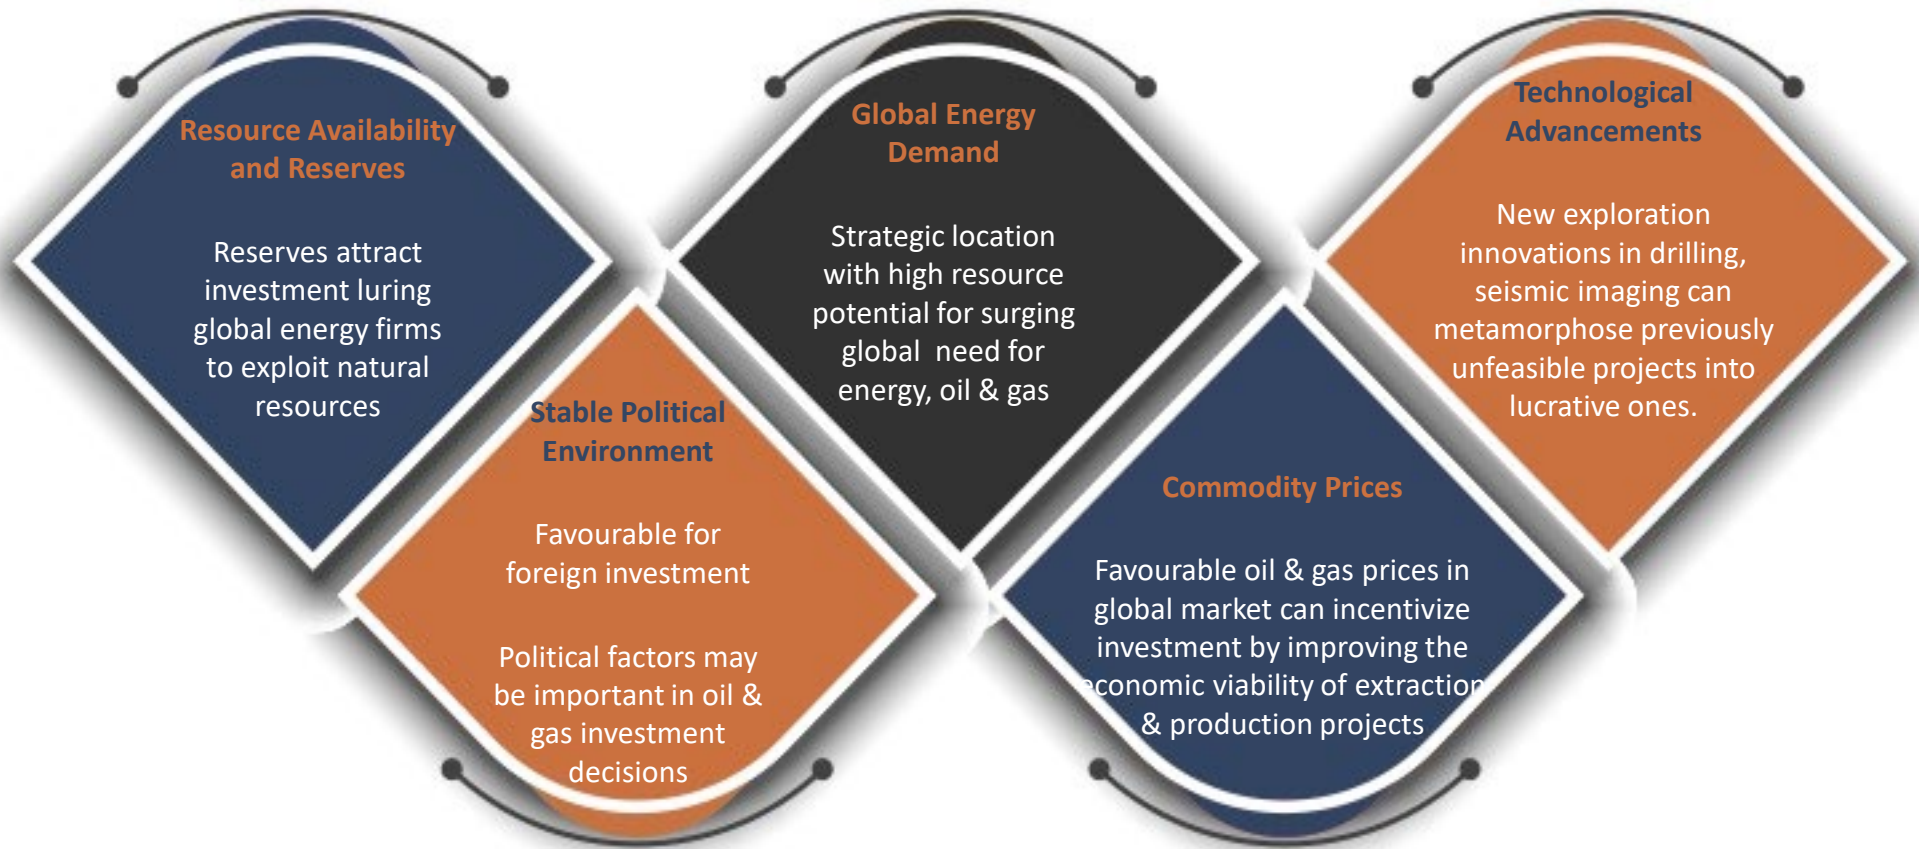 Resource Availability
and Reserves
Reserves attract
investment luring
global energy firms
to exploit natural
resources
Stable Political
Environment
Favourable for
foreign investment
Political factors may
be important in oil &
gas investment
decisions
Global Energy
Demand
Strategic location
with high resource
potential for surging
global  need for
energy, oil & gas
Commodity Prices
Favourable oil & gas prices in
global market can incentivize
investment by improving the
economic viability of extraction
& production projects
Technological
Advancements
New exploration
innovations in drilling,
seismic imaging can
metamorphose previously
unfeasible projects into
lucrative ones.